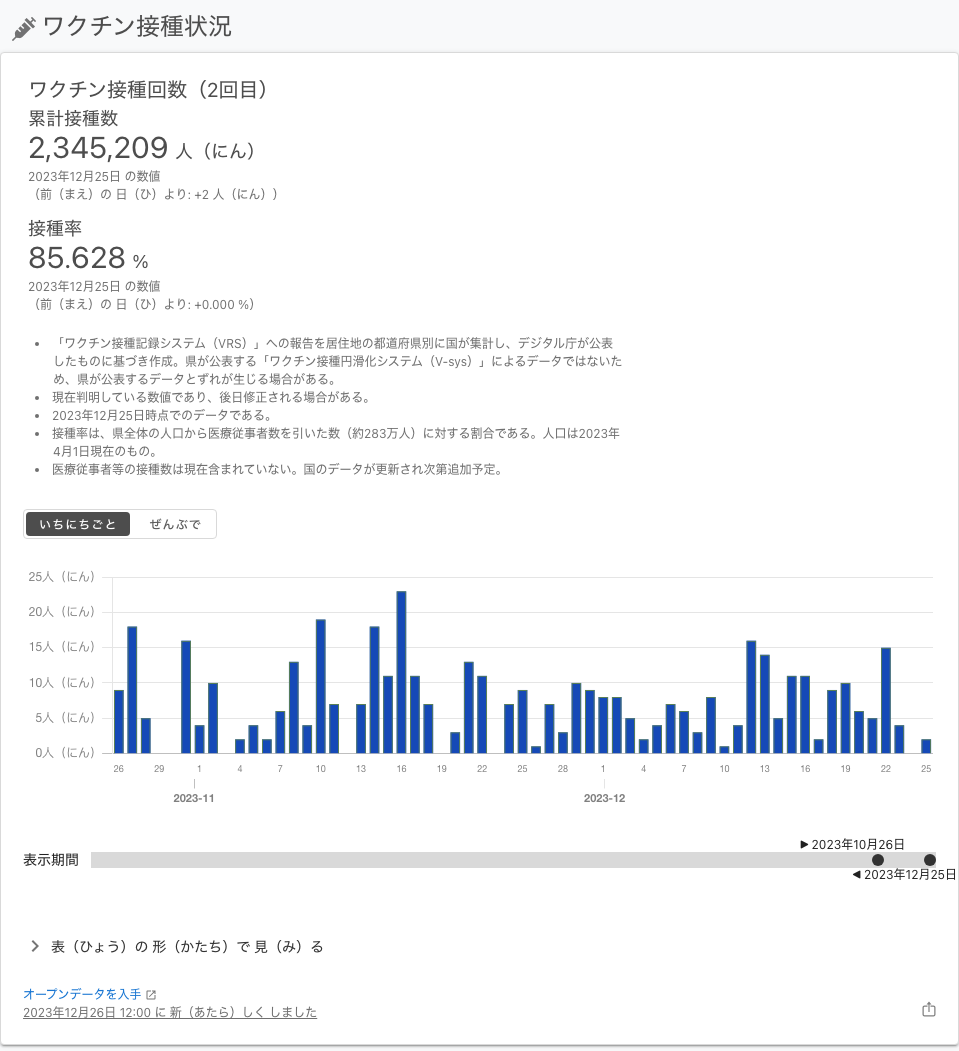 ワクチン接種状況
ワクチン接種回数（2回目）
累計接種数
2,345,209 人（にん）
2023年12月25日 の数値
（前（まえ）の 日（ひ）より: +2 人（にん））
接種率
85.628 %
2023年12月25日 の数値
（前（まえ）の 日（ひ）より: +0.000 %）
• 「ワクチン接種記録システム（VRS）」への報告を居住地の都道府県別に国が集計し、デジタル庁が公表
したものに基づき作成。県が公表する「ワクチン接種円滑化システム（V-sys）」によるデータではないた
め、県が公表するデータとずれが生じる場合がある。
• 現在判明している数値であり、後日修正される場合がある。
• 2023年12月25日時点でのデータである。
• 接種率は、県全体の人口から医療従事者数を引いた数（約283万人）に対する割合である。人口は2023年
4月1日現在のもの。
• 医療従事者等の接種数は現在含まれていない。国のデータが更新され次第追加予定。
いちにちごと ぜんぶで
25人（にん）
20人（にん）
15人（にん）
10人（にん）
5人（にん）
0人（にん）
26 29 1 4 7 10 13 16 19 22 25 28 1 4 7 10 13 16 19 22 25
2023-11 2023-12
▶ 2023年10月26日
表示期間
◀ 2023年12月25日
表（ひょう）の 形（かたち）で 見（み）る
オープンデータを入手
2023年12月26日 12:00 に 新（あたら）しく しました